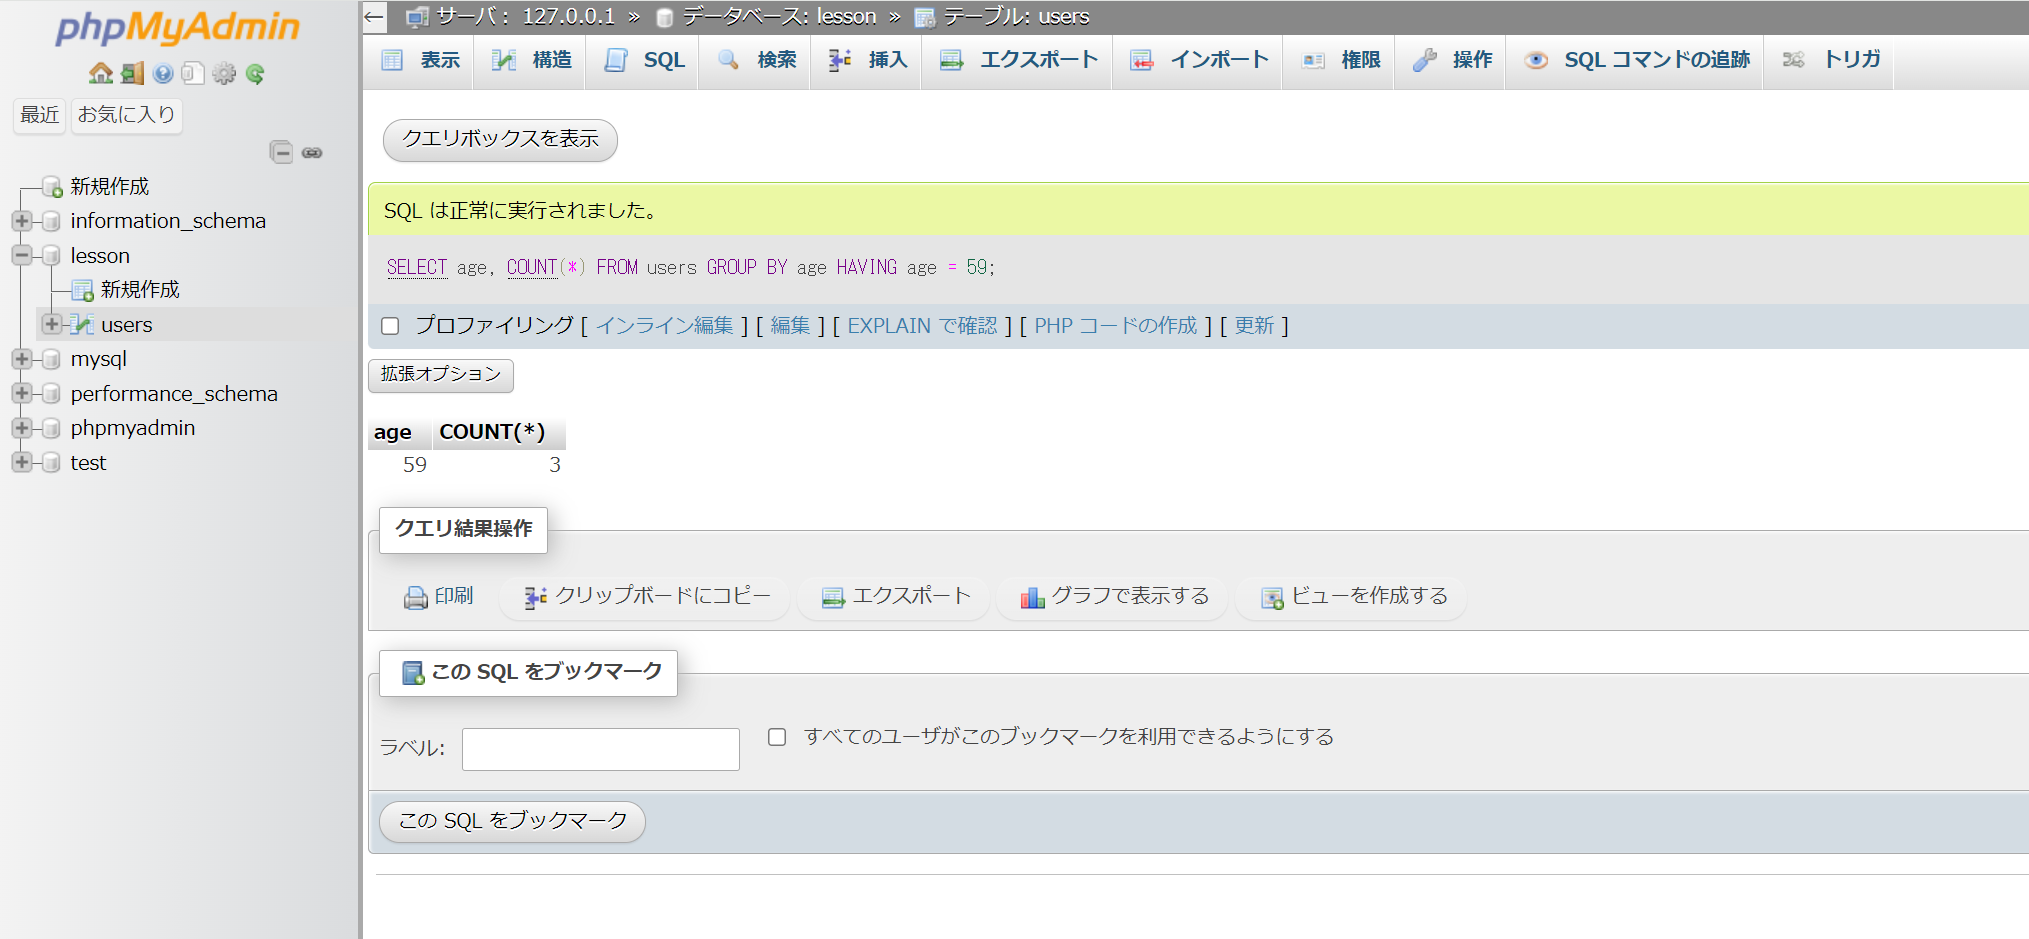 phpMyAdmin
最近 お気に入り
新規作成
information_schema
lesson
新規作成
users
mysql
performance_schema
phpmyadmin
test
← サーバ： 127.0.0.1 » データベース: lesson » テーブル: users
表示 構造 SQL 検索 挿入 エクスポート インポート 権限 操作 SQL コマンドの追跡 トリガ
クエリボックスを表示
SQL は正常に実行されました。
SELECT age, COUNT(*) FROM users GROUP BY age HAVING age = 59;
プロファイリング [ インライン編集 ] [ 編集 ] [ EXPLAIN で確認 ] [ PHP コードの作成 ] [ 更新 ]
拡張オプション
age COUNT(*)
59 3
クエリ結果操作
印刷 クリップボードにコピー エクスポート グラフで表示する ビューを作成する
この SQL をブックマーク
ラベル: すべてのユーザがこのブックマークを利用できるようにする
この SQL をブックマーク